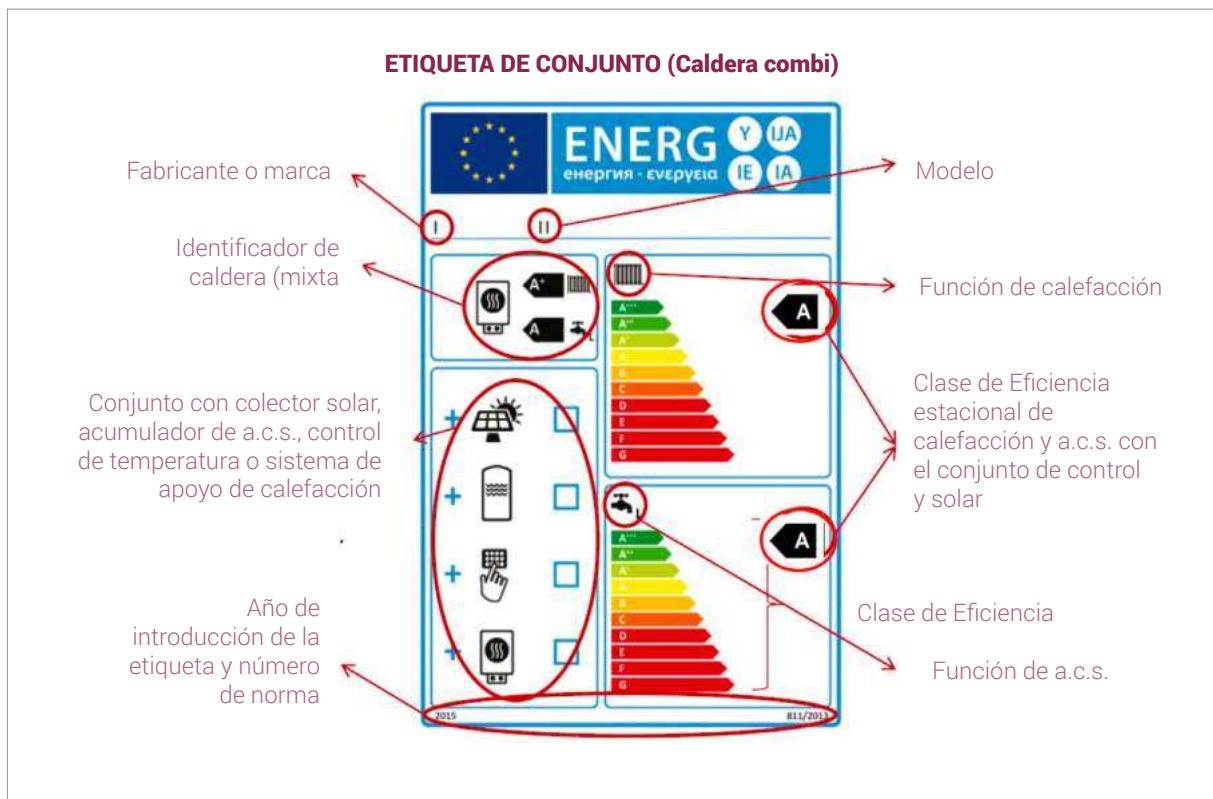 ETIQUETA DE CONJUNTO (Caldera combi)
ENERG
енергия · ενεργεια
Y
IJA
IE
IA
Fabricante o marca
Modelo
I
II
Identificador de
caldera (mixta
A+
A
Función de calefacción
A+++
A++
A+
A
B
C
D
E
F
G
A
Conjunto con colector solar,
acumulador de a.c.s., control
de temperatura o sistema de
apoyo de calefacción
+
+
+
+
Clase de Eficiencia
estacional de
calefacción y a.c.s. con
el conjunto de control
y solar
A+++
A++
A+
A
B
C
D
E
F
G
A
Clase de Eficiencia
Función de a.c.s.
Año de
introducción de la
etiqueta y número
de norma
2015
811/2013